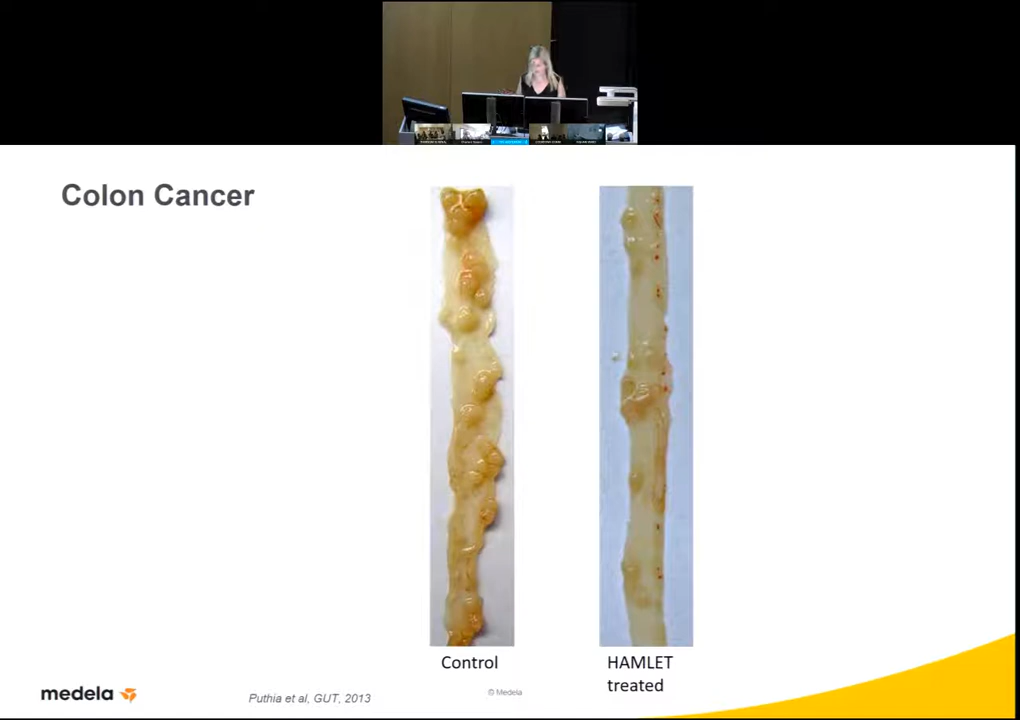 Colon Cancer
Control
HAMLET
treated
medela
Puthia et al, GUT, 2013
© Medela